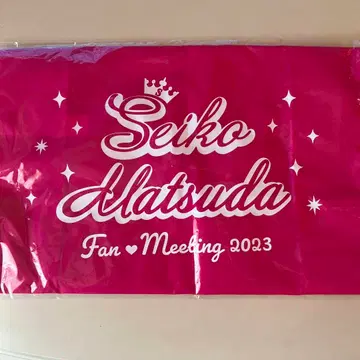 Seiko
Matsuda
Fan ♥ Meeting 2023